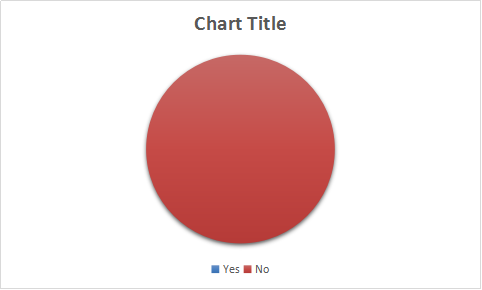 Chart Title
Yes No